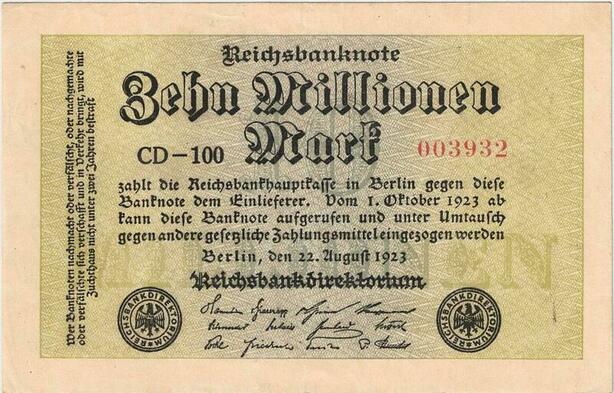 Reichsbanknote
Zehn Millionen
Mark
CD-100
003932
zahlt die Reichsbankhauptkasse in Berlin gegen diese
Banknote dem Einlieferer. Vom 1. Oktober 1923 ab
kann diese Banknote aufgerufen und unter Umtausch
gegen andere gesetzliche Zahlungsmittel eingezogen werden
Berlin, den 22. August 1923
Reichsbankdirektorium
Wer Banknoten nachmacht oder verfälscht, oder nachgemachte
oder verfälschte sich verschafft und in Verkehr bringt, wird mit
Zuchthaus nicht unter zwei Jahren bestraft
REICHSBANKDIREKTORIUM
REICHSBANKDIREKTORIUM